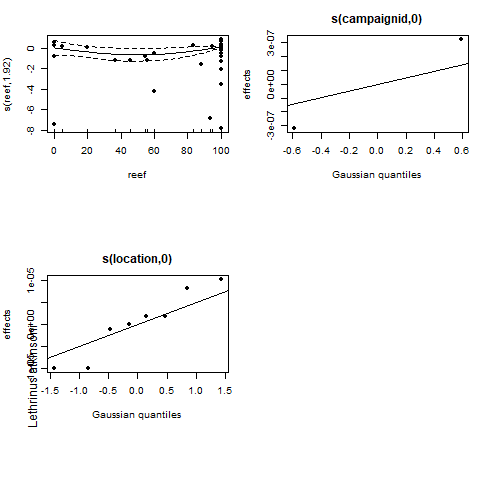 s(campaignid,0)
s(reef,1.92)
0
-2
-4
-6
-8
0 20 40 60 80 100
reef
effects
3e-07
0e+00
-3e-07
-0.6 -0.4 -0.2 0.0 0.2 0.4 0.6
Gaussian quantiles
s(location,0)
effects
Lethrinus atkinsoni
1e-05
0e+00
-1e-05
-1.5 -1.0 -0.5 0.0 0.5 1.0 1.5
Gaussian quantiles